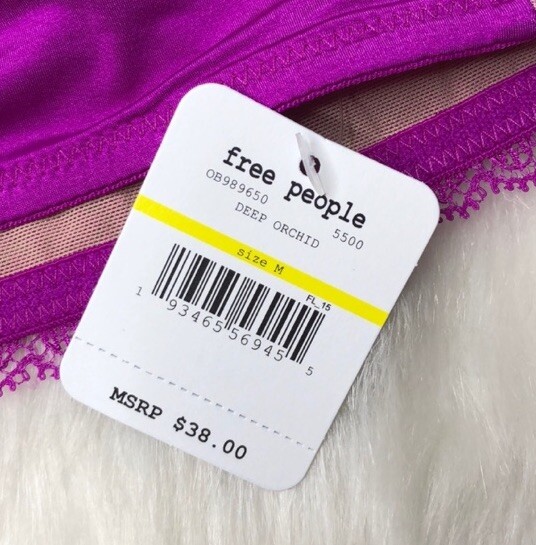 free people
OB989650 5500
DEEP ORCHID
size M
FL_15
1 93465 56945 5
MSRP $38.00